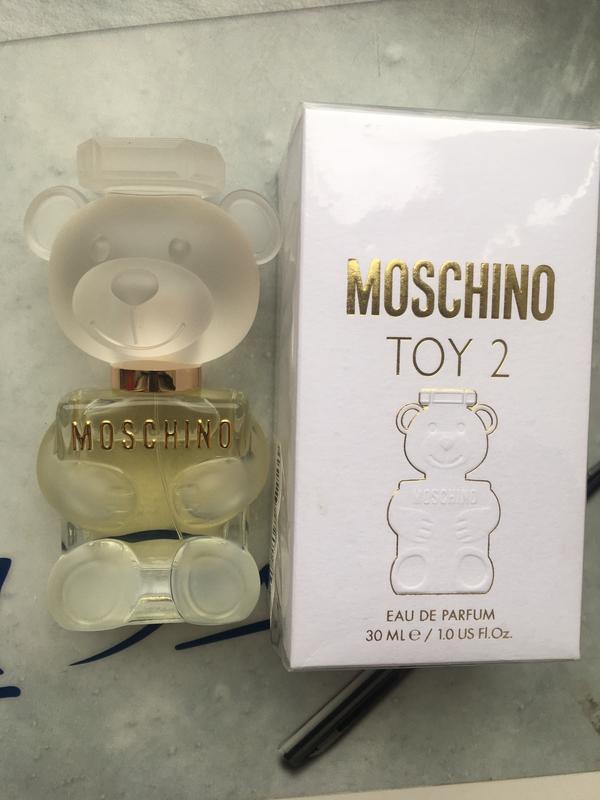 MOSCHINO
MOSCHINO
TOY 2
MOSCHINO
EAU DE PARFUM
30 ML e / 1.0 US Fl.Oz.